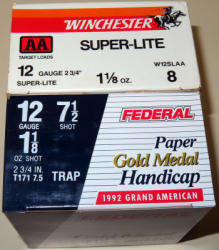 WINCHESTER
AA
TARGET LOADS
SUPER-LITE
12 GAUGE 2 3/4"
SUPER-LITE
1 1/8 OZ.
W12SLAA
8
12
GAUGE
7 1/2
SHOT
1 1/8
OZ SHOT
2 3/4 IN.
T171 7.5
TRAP
FEDERAL
Paper
Gold Medal
Handicap
1992 GRAND AMERICAN